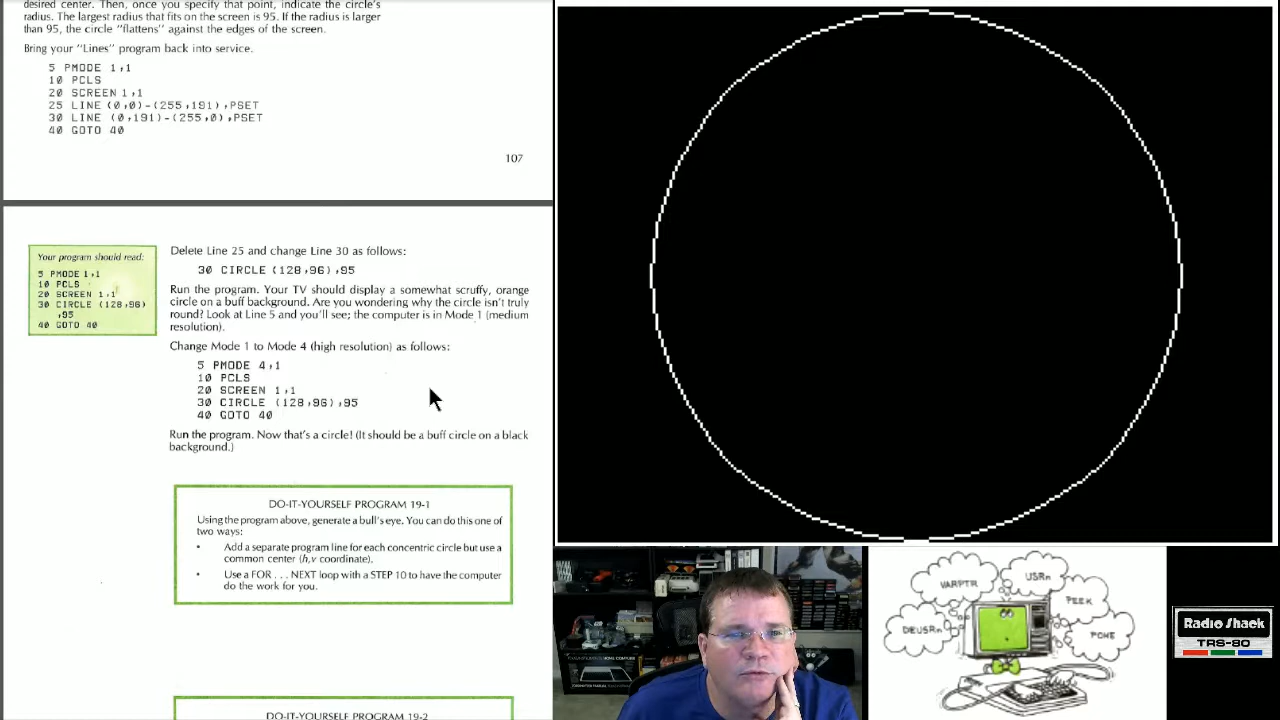 desired center. Then, once you specify that point, indicate the circle's
radius. The largest radius that fits on the screen is 95. If the radius is larger
than 95, the circle "flattens" against the edges of the screen.
Bring your "Lines" program back into service.
5 PMODE 1,1
10 PCLS
20 SCREEN 1,1
25 LINE (0,0)-(255,191),PSET
30 LINE (0,191)-(255,0),PSET
40 GOTO 40
107
Your program should read:
5 PMODE 1,1
10 PCLS
20 SCREEN 1,1
30 CIRCLE (128,96)
,95
40 GOTO 40
Delete Line 25 and change Line 30 as follows:
30 CIRCLE (128,96),95
Run the program. Your TV should display a somewhat scruffy, orange
circle on a buff background. Are you wondering why the circle isn't truly
round? Look at Line 5 and you'll see; the computer is in Mode 1 (medium
resolution).
Change Mode 1 to Mode 4 (high resolution) as follows:
5 PMODE 4,1
10 PCLS
20 SCREEN 1,1
30 CIRCLE (128,96),95
40 GOTO 40
Run the program. Now that's a circle! (It should be a buff circle on a black
background.)
DO-IT-YOURSELF PROGRAM 19-1
Using the program above, generate a bull's eye. You can do this one of
two ways:
• Add a separate program line for each concentric circle but use a
common center (h,v coordinate).
• Use a FOR . . . NEXT loop with a STEP 10 to have the computer
do the work for you.
DO-IT-YOURSELF PROGRAM 19-2
VARPTR
USRn
PEEK
DEUSRn
POKE
Radio Shack
TRS-80